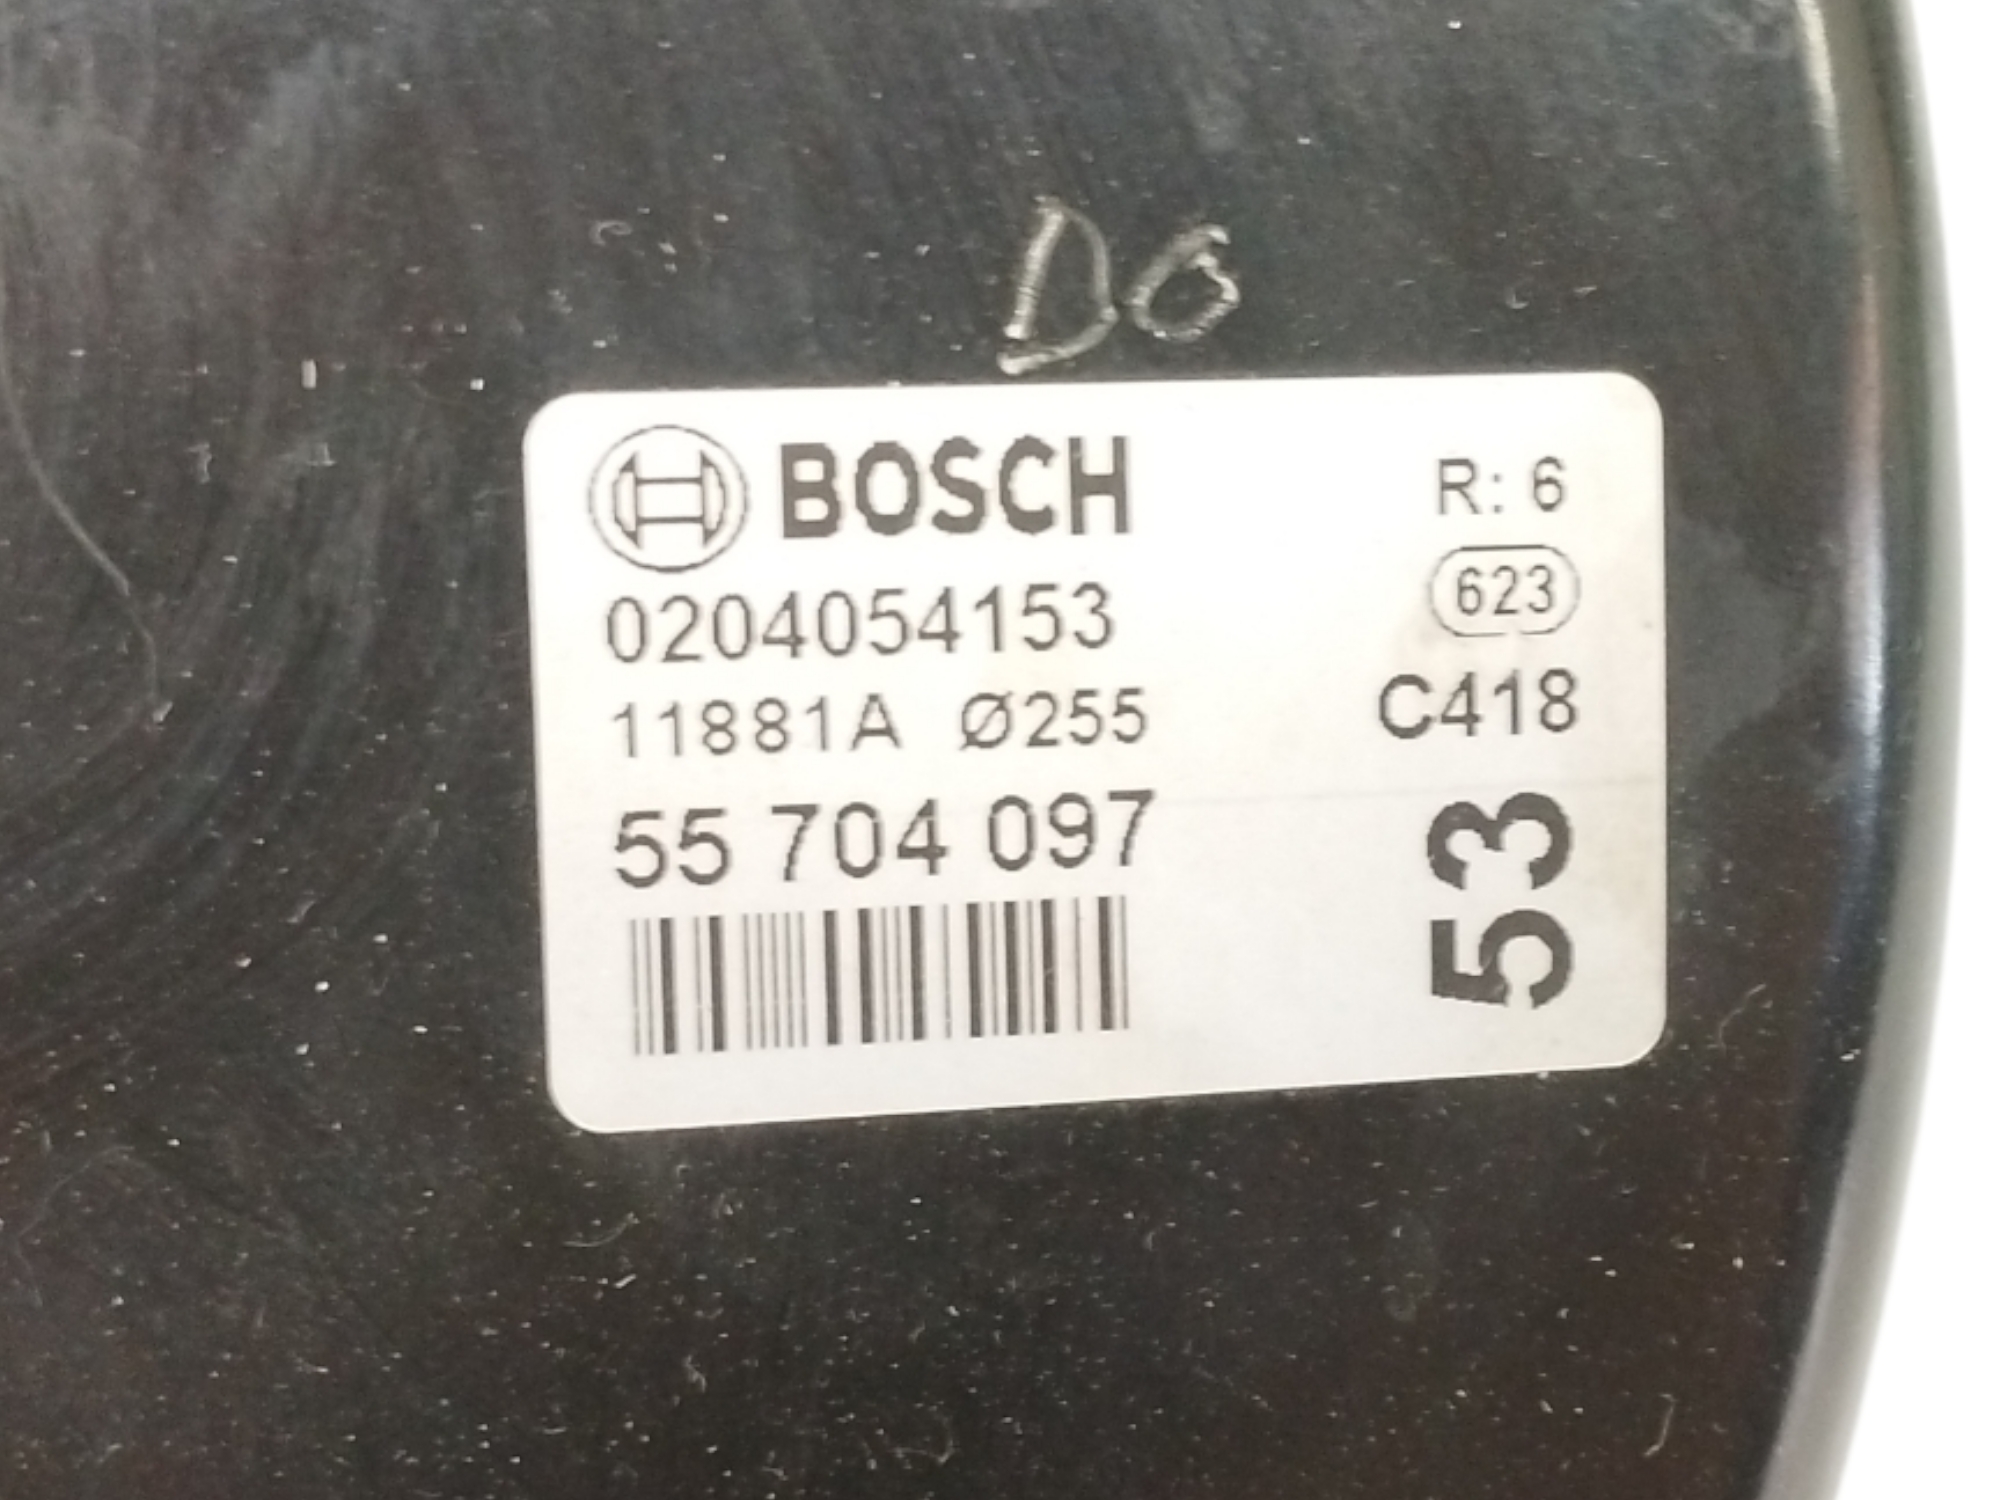 D6
BOSCH
R: 6
0204054153
623
11881A Ø255
C418
55 704 097
53